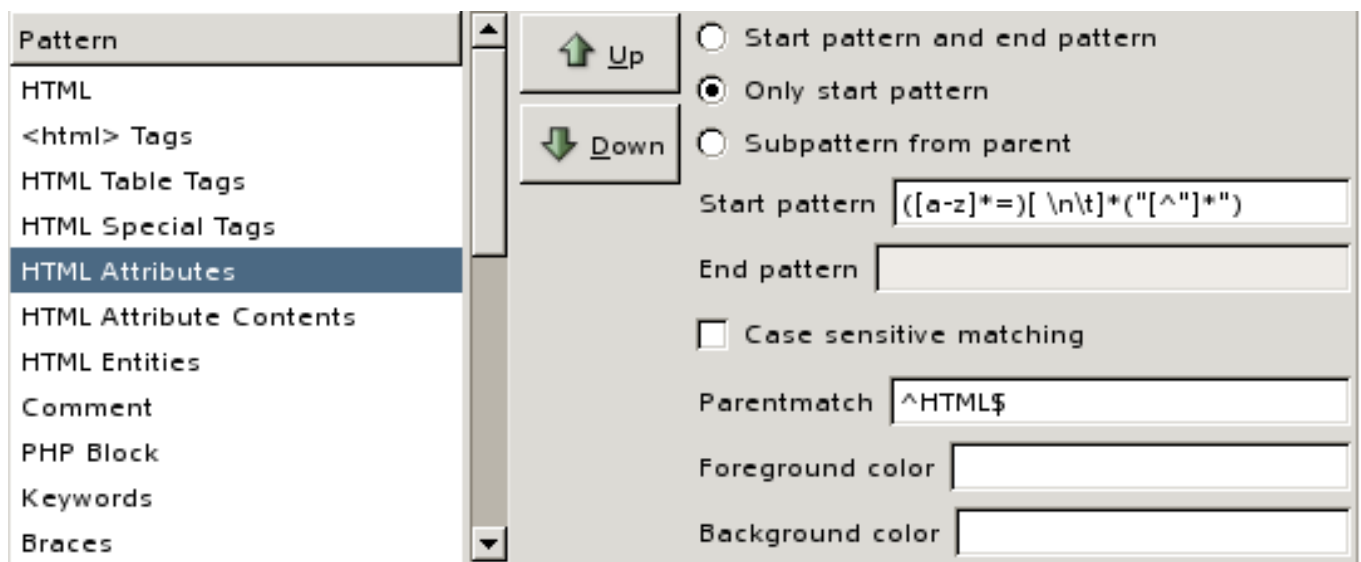 Pattern
HTML
<html> Tags
HTML Table Tags
HTML Special Tags
HTML Attributes
HTML Attribute Contents
HTML Entities
Comment
PHP Block
Keywords
Braces
Up
Down
Start pattern and end pattern
Only start pattern
Subpattern from parent
Start pattern ([a-z]*=)[ \n\t]*("[^"]*")
End pattern
Case sensitive matching
Parentmatch ^HTML$
Foreground color
Background color